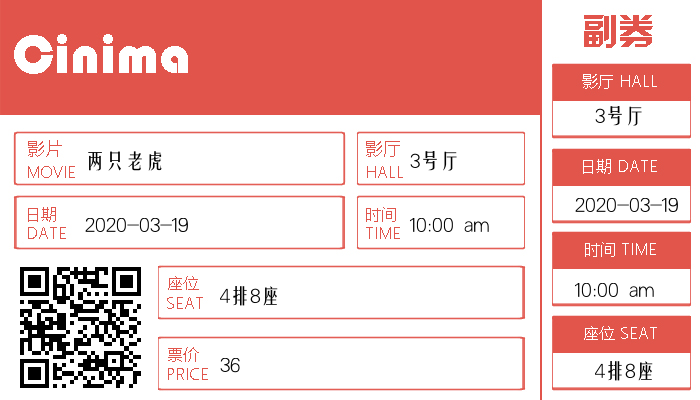 Cinima
影片 MOVIE 两只老虎
影厅 HALL 3号厅
日期 DATE 2020-03-19
时间 TIME 10:00 am
座位 SEAT 4排8座
票价 PRICE 36
副券
影厅 HALL
3号厅
日期 DATE
2020-03-19
时间 TIME
10:00 am
座位 SEAT
4排8座